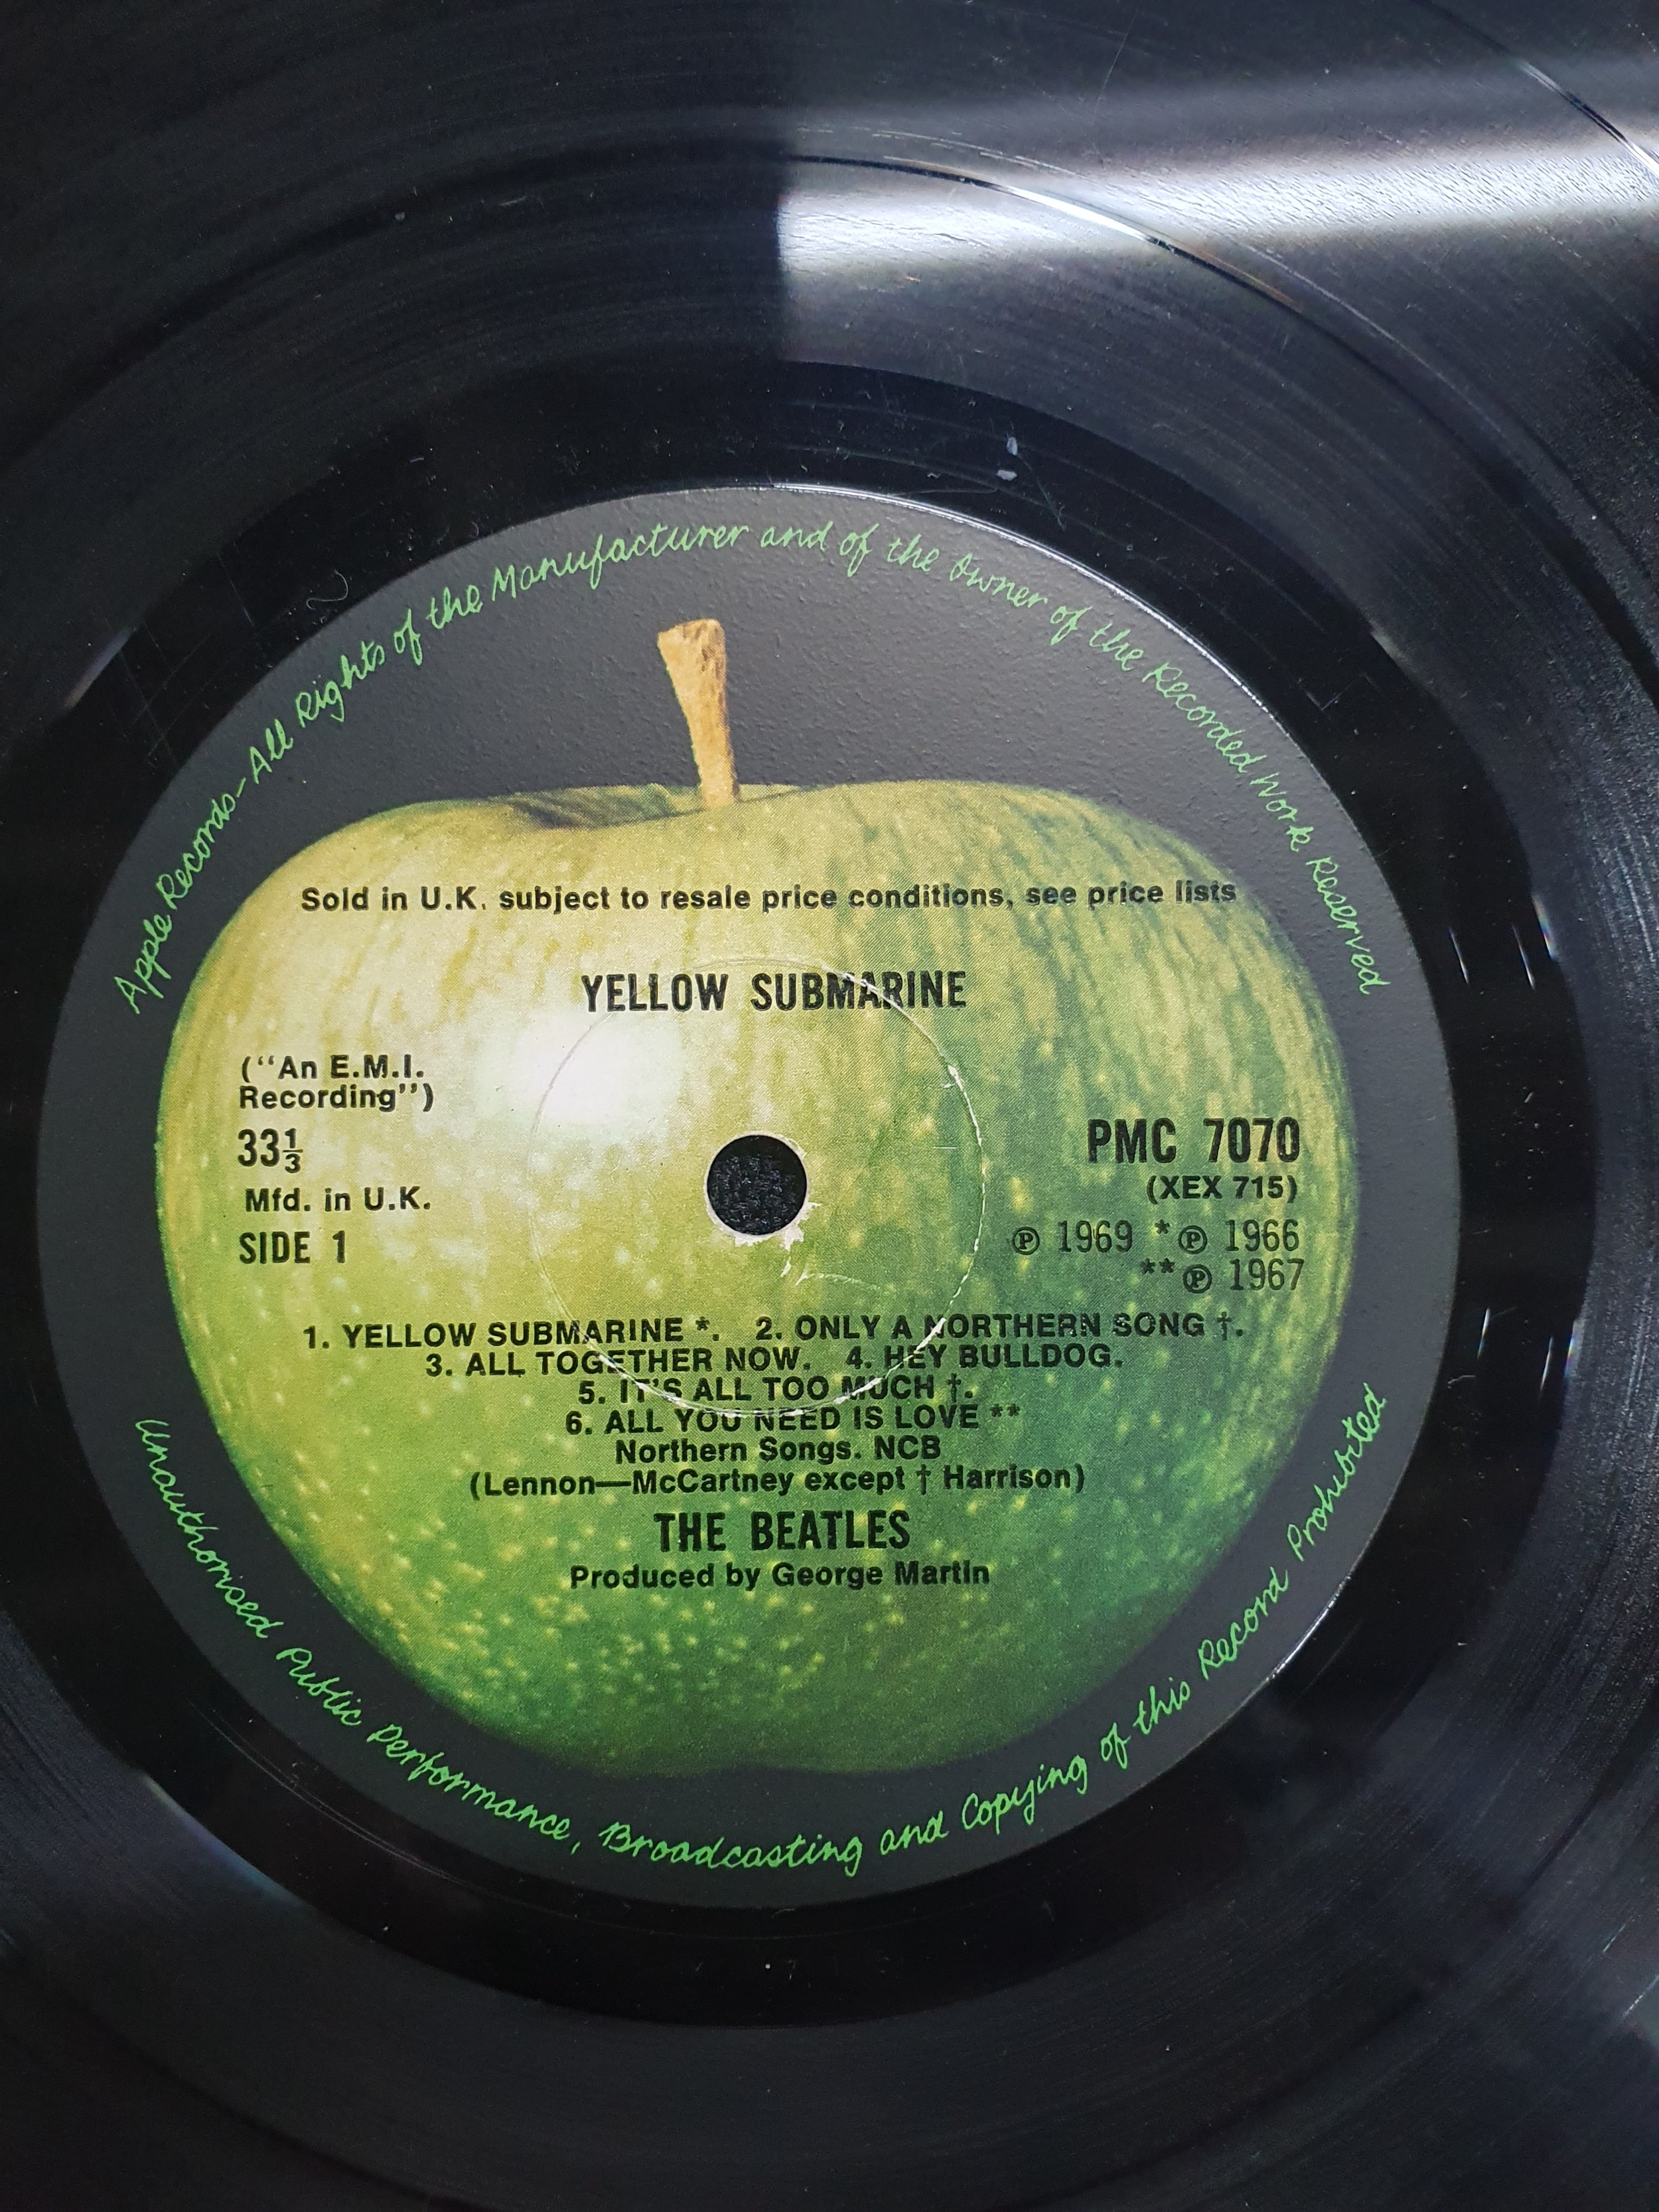 Apple Records—All Rights of the Manufacturer and of the Owner of the Recorded Work Reserved
Sold in U.K. subject to resale price conditions, see price lists
YELLOW SUBMARINE
(‘‘An E.M.I.
Recording’’)
33⅓
Mfd. in U.K.
SIDE 1
PMC 7070
(XEX 715)
℗ 1969 *℗ 1966
**℗ 1967
1. YELLOW SUBMARINE *. 2. ONLY A NORTHERN SONG †.
3. ALL TOGETHER NOW. 4. HEY BULLDOG.
5. IT'S ALL TOO MUCH †.
6. ALL YOU NEED IS LOVE **
Northern Songs. NCB
(Lennon—McCartney except † Harrison)
THE BEATLES
Produced by George Martin
Unauthorised Public Performance, Broadcasting and Copying of this Record Prohibited